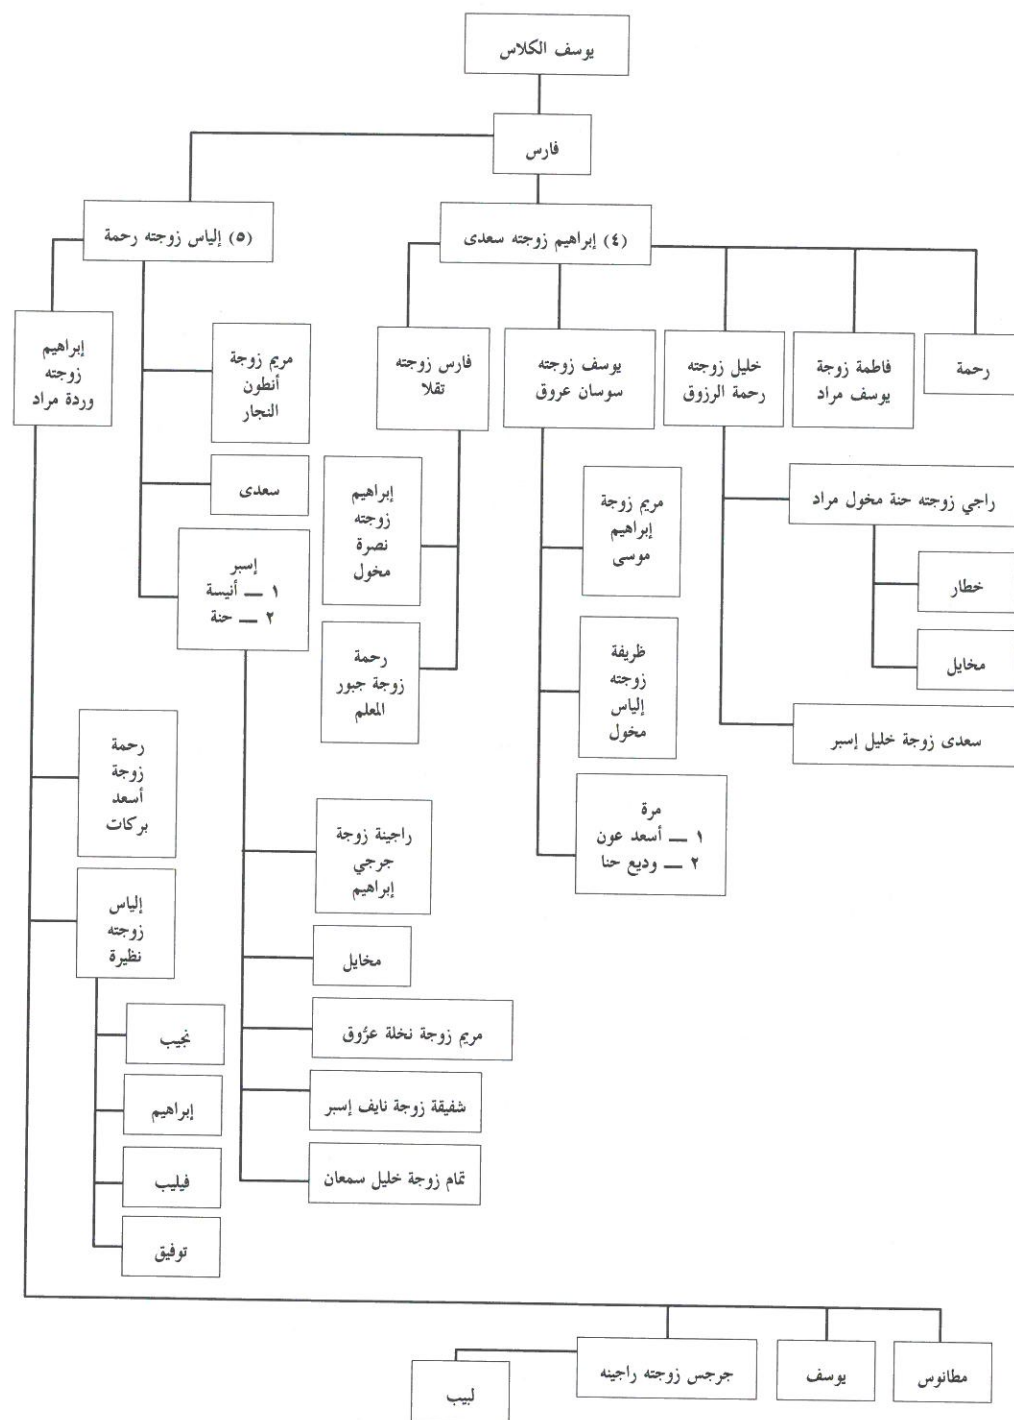 يوسف الكلاس
فارس
(٤) إبراهيم زوجته سعدى
(٥) إلياس زوجته رحمة
رحمة
فاطمة زوجة
يوسف مراد
خليل زوجته
رحمة الرزوق
يوسف زوجته
سوسان عروق
فارس زوجته
تقلا
مريم زوجة
أنطون
النجار
إبراهيم
زوجته
وردة مراد
راجي زوجته حنة مخول مراد
خطار
مخايل
سعدى زوجة خليل إسبر
مريم زوجة
إبراهيم
موسى
ظريفة
زوجته
إلياس
مخول
مرة
١ — أسعد عون
٢ — وديع حنا
إبراهيم
زوجته
نصرة
مخول
رحمة
زوجة جبور
المعلم
سعدى
إسبر
١ — أنيسة
٢ — حنة
راجينة زوجة
جرجي
إبراهيم
مخايل
مريم زوجة نخلة عرُّوق
شفيقة زوجة نايف إسبر
تمام زوجة خليل سمعان
رحمة
زوجة
أسعد
بركات
إلياس
زوجته
نظيرة
نجيب
إبراهيم
فيليب
توفيق
مطانوس
يوسف
جرجس زوجته راجينه
لبيب